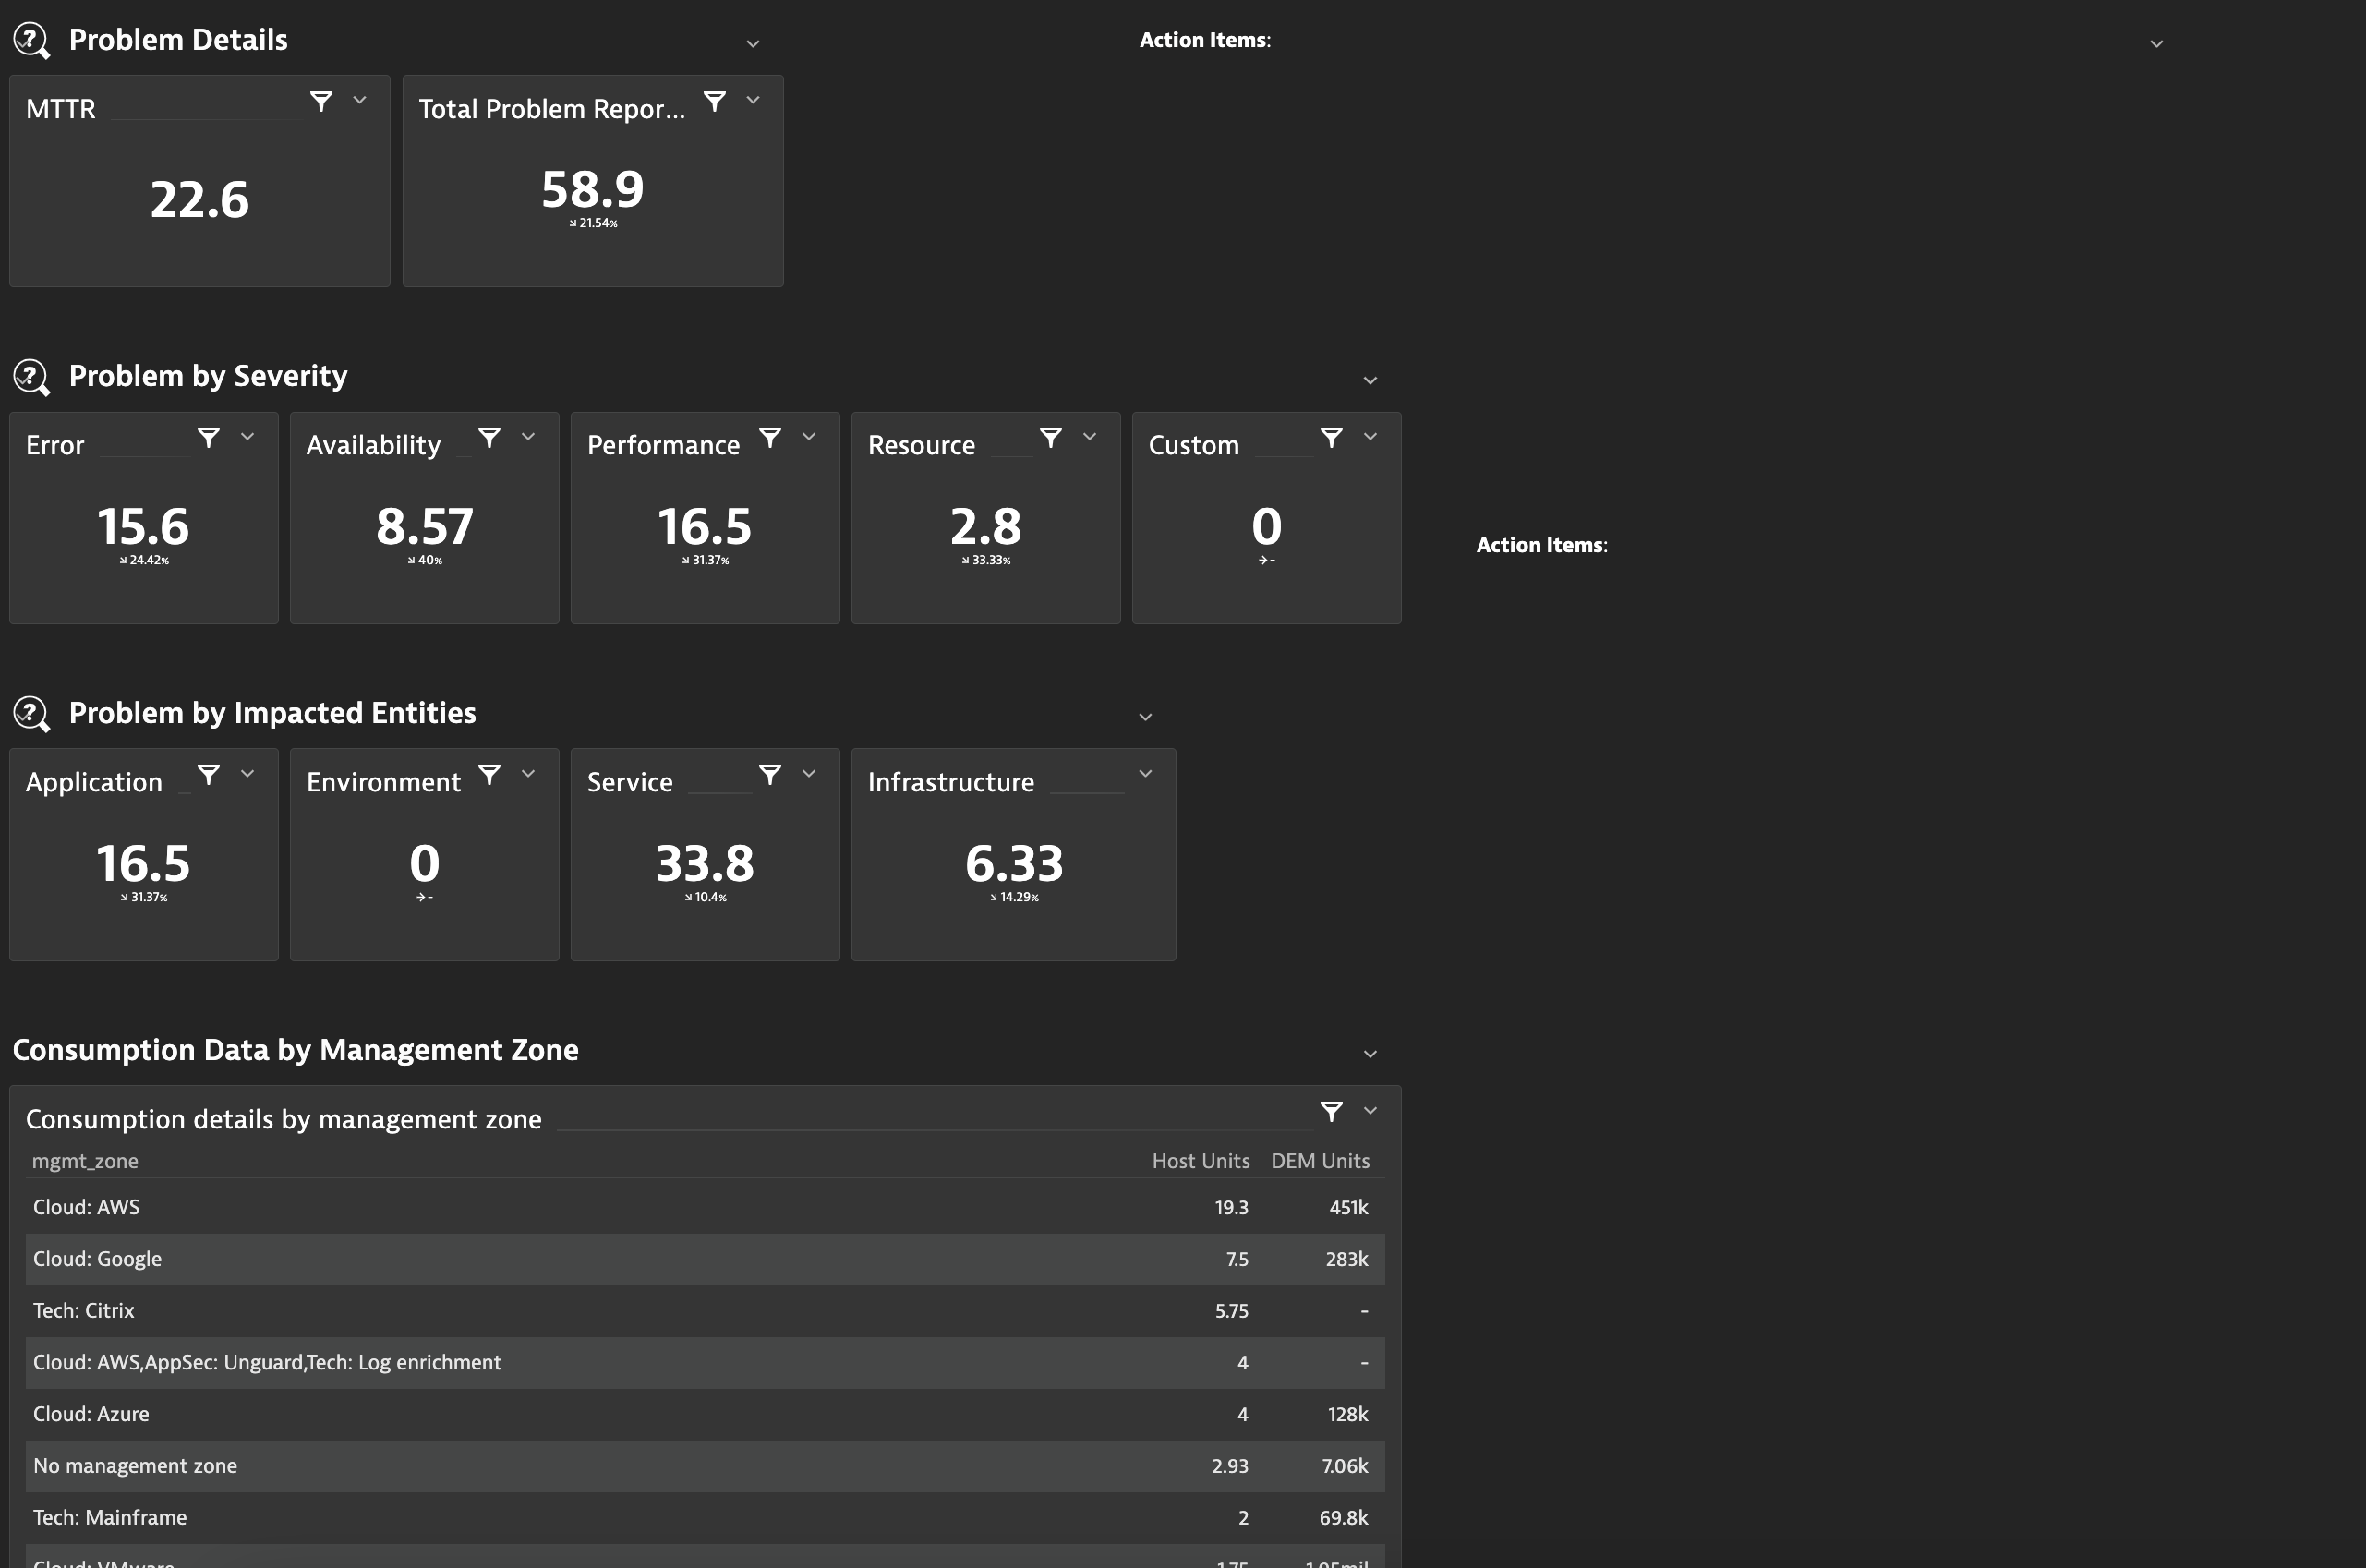 Problem Details
Action Items:
MTTR
22.6
Total Problem Repor...
58.9
21.54%
Problem by Severity
Error
15.6
24.42%
Availability
8.57
40%
Performance
16.5
31.37%
Resource
2.8
33.33%
Custom
0
-
Action Items:
Problem by Impacted Entities
Application
16.5
31.37%
Environment
0
-
Service
33.8
10.4%
Infrastructure
6.33
14.29%
Consumption Data by Management Zone
Consumption details by management zone
mgmt_zone Host Units DEM Units
Cloud: AWS 19.3 451k
Cloud: Google 7.5 283k
Tech: Citrix 5.75 -
Cloud: AWS,AppSec: Unguard,Tech: Log enrichment 4 -
Cloud: Azure 4 128k
No management zone 2.93 7.06k
Tech: Mainframe 2 69.8k
Cloud: VMware 1.75 1.05mil